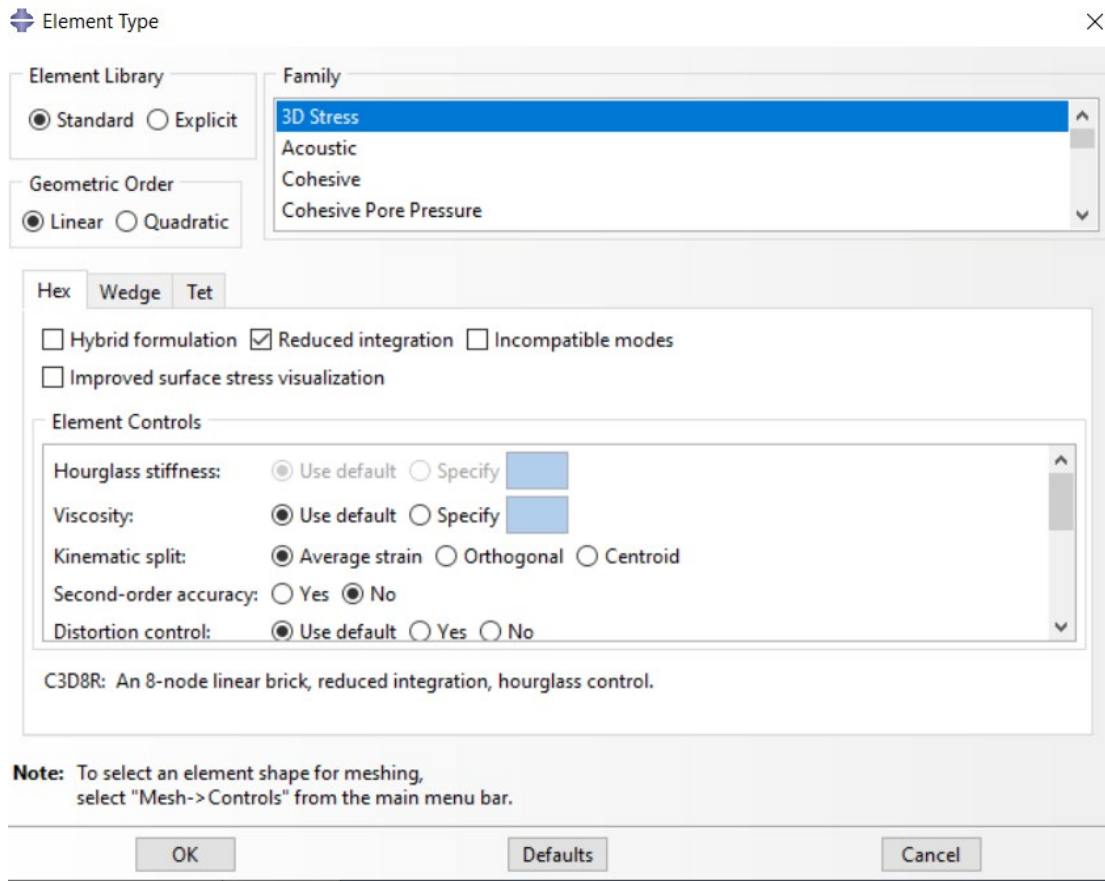 Element Type
Element Library
Standard Explicit
Family
3D Stress
Acoustic
Cohesive
Cohesive Pore Pressure
Geometric Order
Linear Quadratic
Hex Wedge Tet
Hybrid formulation Reduced integration Incompatible modes
Improved surface stress visualization
Element Controls
Hourglass stiffness: Use default Specify
Viscosity: Use default Specify
Kinematic split: Average strain Orthogonal Centroid
Second-order accuracy: Yes No
Distortion control: Use default Yes No
C3D8R: An 8-node linear brick, reduced integration, hourglass control.
Note: To select an element shape for meshing,
select "Mesh->Controls" from the main menu bar.
OK Defaults Cancel